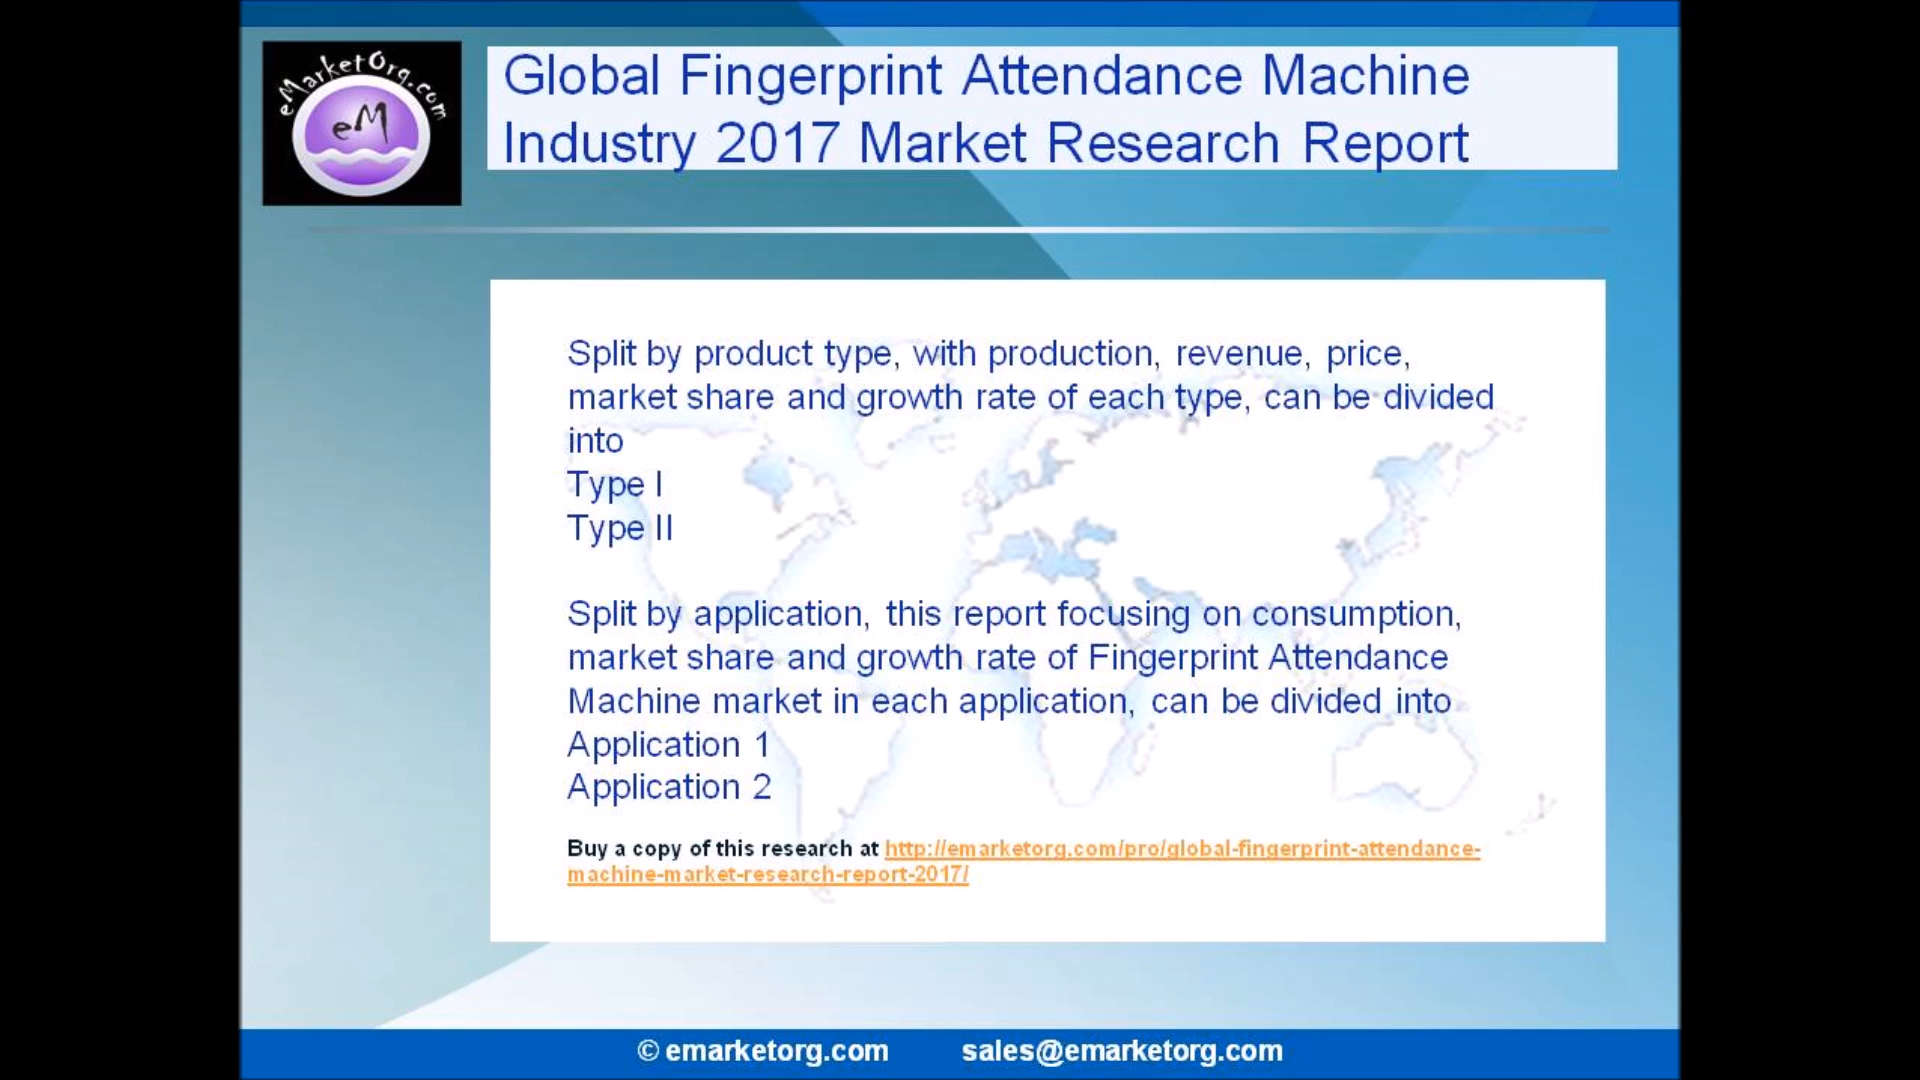 eMarketOrg.com
eM
Global Fingerprint Attendance Machine
Industry 2017 Market Research Report
Split by product type, with production, revenue, price,
market share and growth rate of each type, can be divided
into
Type I
Type II
Split by application, this report focusing on consumption,
market share and growth rate of Fingerprint Attendance
Machine market in each application, can be divided into
Application 1
Application 2
Buy a copy of this research at http://emarketorg.com/pro/global-fingerprint-attendance-
machine-market-research-report-2017/
© emarketorg.com sales@emarketorg.com